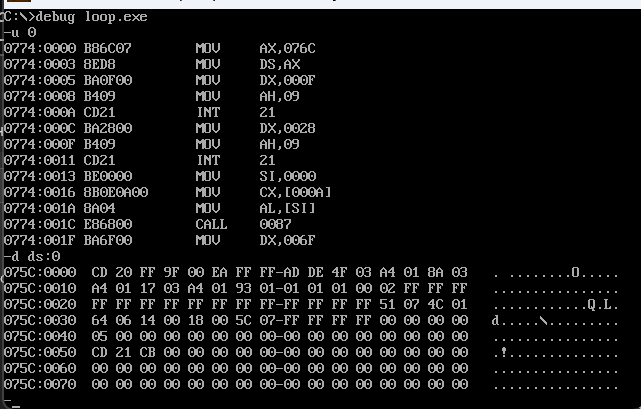 C:\>debug loop.exe
-u 0
0774:0000 B86C07 MOV AX,076C
0774:0003 8ED8 MOV DS,AX
0774:0005 BA0F00 MOV DX,000F
0774:0008 B409 MOV AH,09
0774:000A CD21 INT 21
0774:000C BA2800 MOV DX,0028
0774:000F B409 MOV AH,09
0774:0011 CD21 INT 21
0774:0013 BE0000 MOV SI,0000
0774:0016 8B0E0A00 MOV CX,[000A]
0774:001A 8A04 MOV AL,[SI]
0774:001C E86800 CALL 0087
0774:001F BA6F00 MOV DX,006F
-d ds:0
075C:0000 CD 20 FF 9F 00 EA FF FF-AD DE 4F 03 A4 01 8A 03 . ........O.....
075C:0010 A4 01 17 03 A4 01 93 01-01 01 01 00 02 FF FF FF ................
075C:0020 FF FF FF FF FF FF FF FF-FF FF FF FF 51 07 4C 01 ............Q.L.
075C:0030 64 06 14 00 18 00 5C 07-FF FF FF FF 00 00 00 00 d.....\.........
075C:0040 05 00 00 00 00 00 00 00-00 00 00 00 00 00 00 00 ................
075C:0050 CD 21 CB 00 00 00 00 00-00 00 00 00 00 00 00 00 .!..............
075C:0060 00 00 00 00 00 00 00 00-00 00 00 00 00 00 00 00 ................
075C:0070 00 00 00 00 00 00 00 00-00 00 00 00 00 00 00 00 ................
-